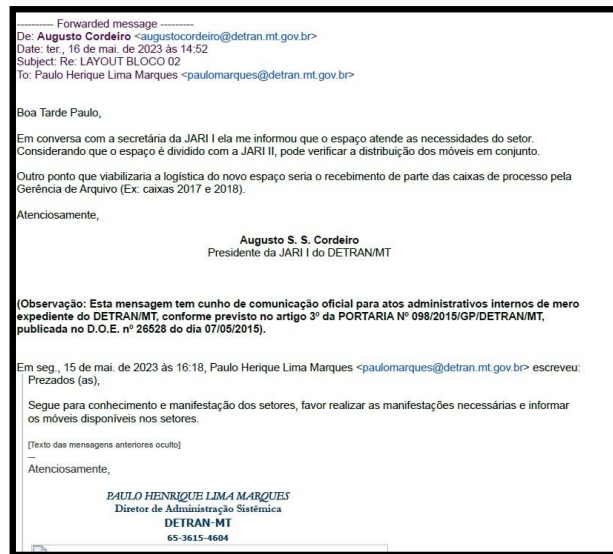 ---------- Forwarded message ---------
De: Augusto Cordeiro <augustocordeiro@detran.mt.gov.br>
Date: ter., 16 de mai. de 2023 às 14:52
Subject: Re: LAYOUT BLOCO 02
To: Paulo Herique Lima Marques <paulomarques@detran.mt.gov.br>
Boa Tarde Paulo,
Em conversa com a secretária da JARI I ela me informou que o espaço atende as necessidades do setor.
Considerando que o espaço é dividido com a JARI II, pode verificar a distribuição dos móveis em conjunto.
Outro ponto que viabilizaria a logística do novo espaço seria o recebimento de parte das caixas de processo pela
Gerência de Arquivo (Ex: caixas 2017 e 2018).
Atenciosamente,
Augusto S. S. Cordeiro
Presidente da JARI I do DETRAN/MT
(Observação: Esta mensagem tem cunho de comunicação oficial para atos administrativos internos de mero
expediente do DETRAN/MT, conforme previsto no artigo 3º da PORTARIA Nº 098/2015/GP/DETRAN/MT,
publicada no D.O.E. nº 26528 do dia 07/05/2015).
Em seg., 15 de mai. de 2023 às 16:18, Paulo Herique Lima Marques <paulomarques@detran.mt.gov.br> escreveu:
Prezados (as),
Segue para conhecimento e manifestação dos setores, favor realizar as manifestações necessárias e informar
os móveis disponíveis nos setores.
[Texto das mensagens anteriores oculto]
--
Atenciosamente,
PAULO HENRIQUE LIMA MARQUES
Diretor de Administração Sistêmica
DETRAN-MT
65-3615-4604